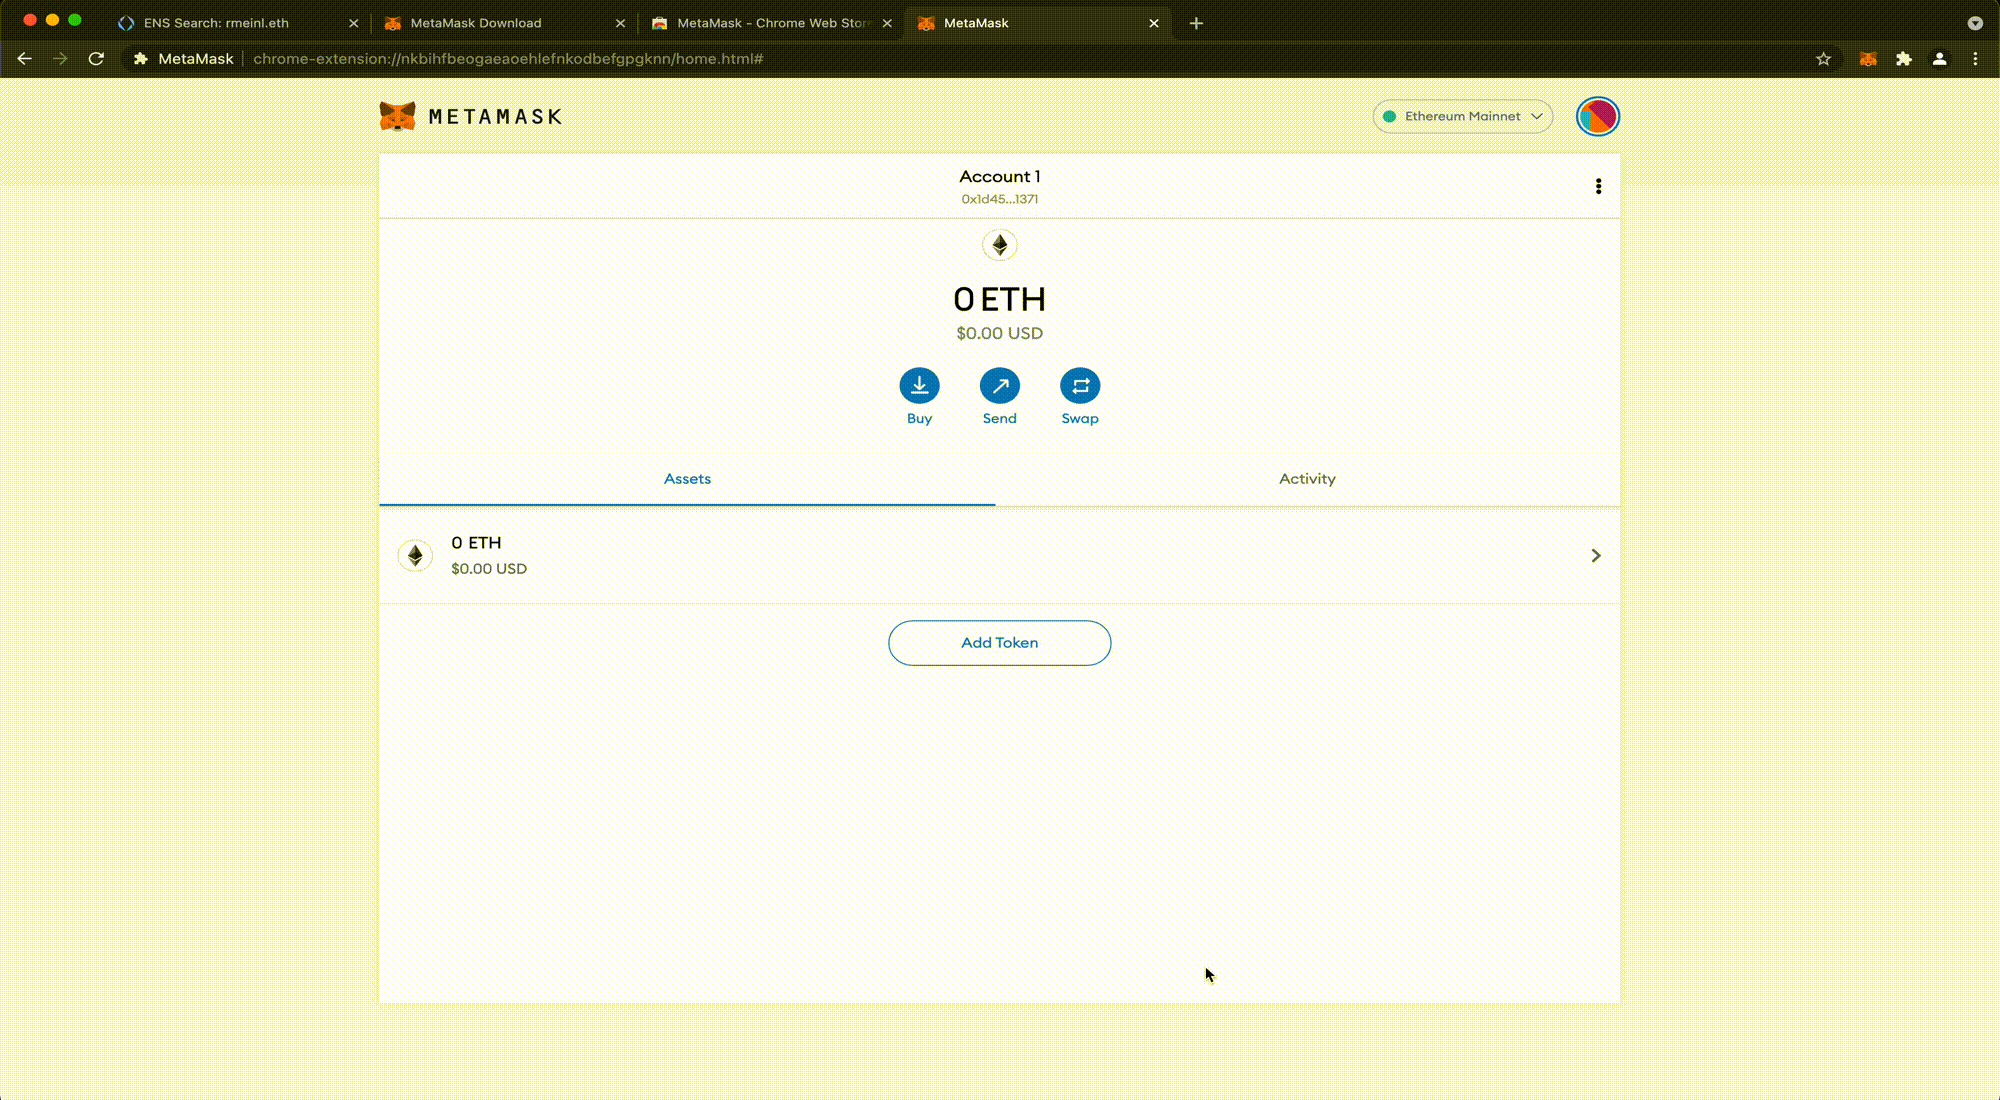 ENS Search: rmeinl.eth
MetaMask Download
MetaMask - Chrome Web Stor
MetaMask
MetaMask
chrome-extension://nkbihfbeogaeaoehlefnkodbefgpgknn/home.html#
METAMASK
Ethereum Mainnet
Account 1
0x1d45...1371
0 ETH
$0.00 USD
Buy
Send
Swap
Assets
Activity
0 ETH
$0.00 USD
Add Token